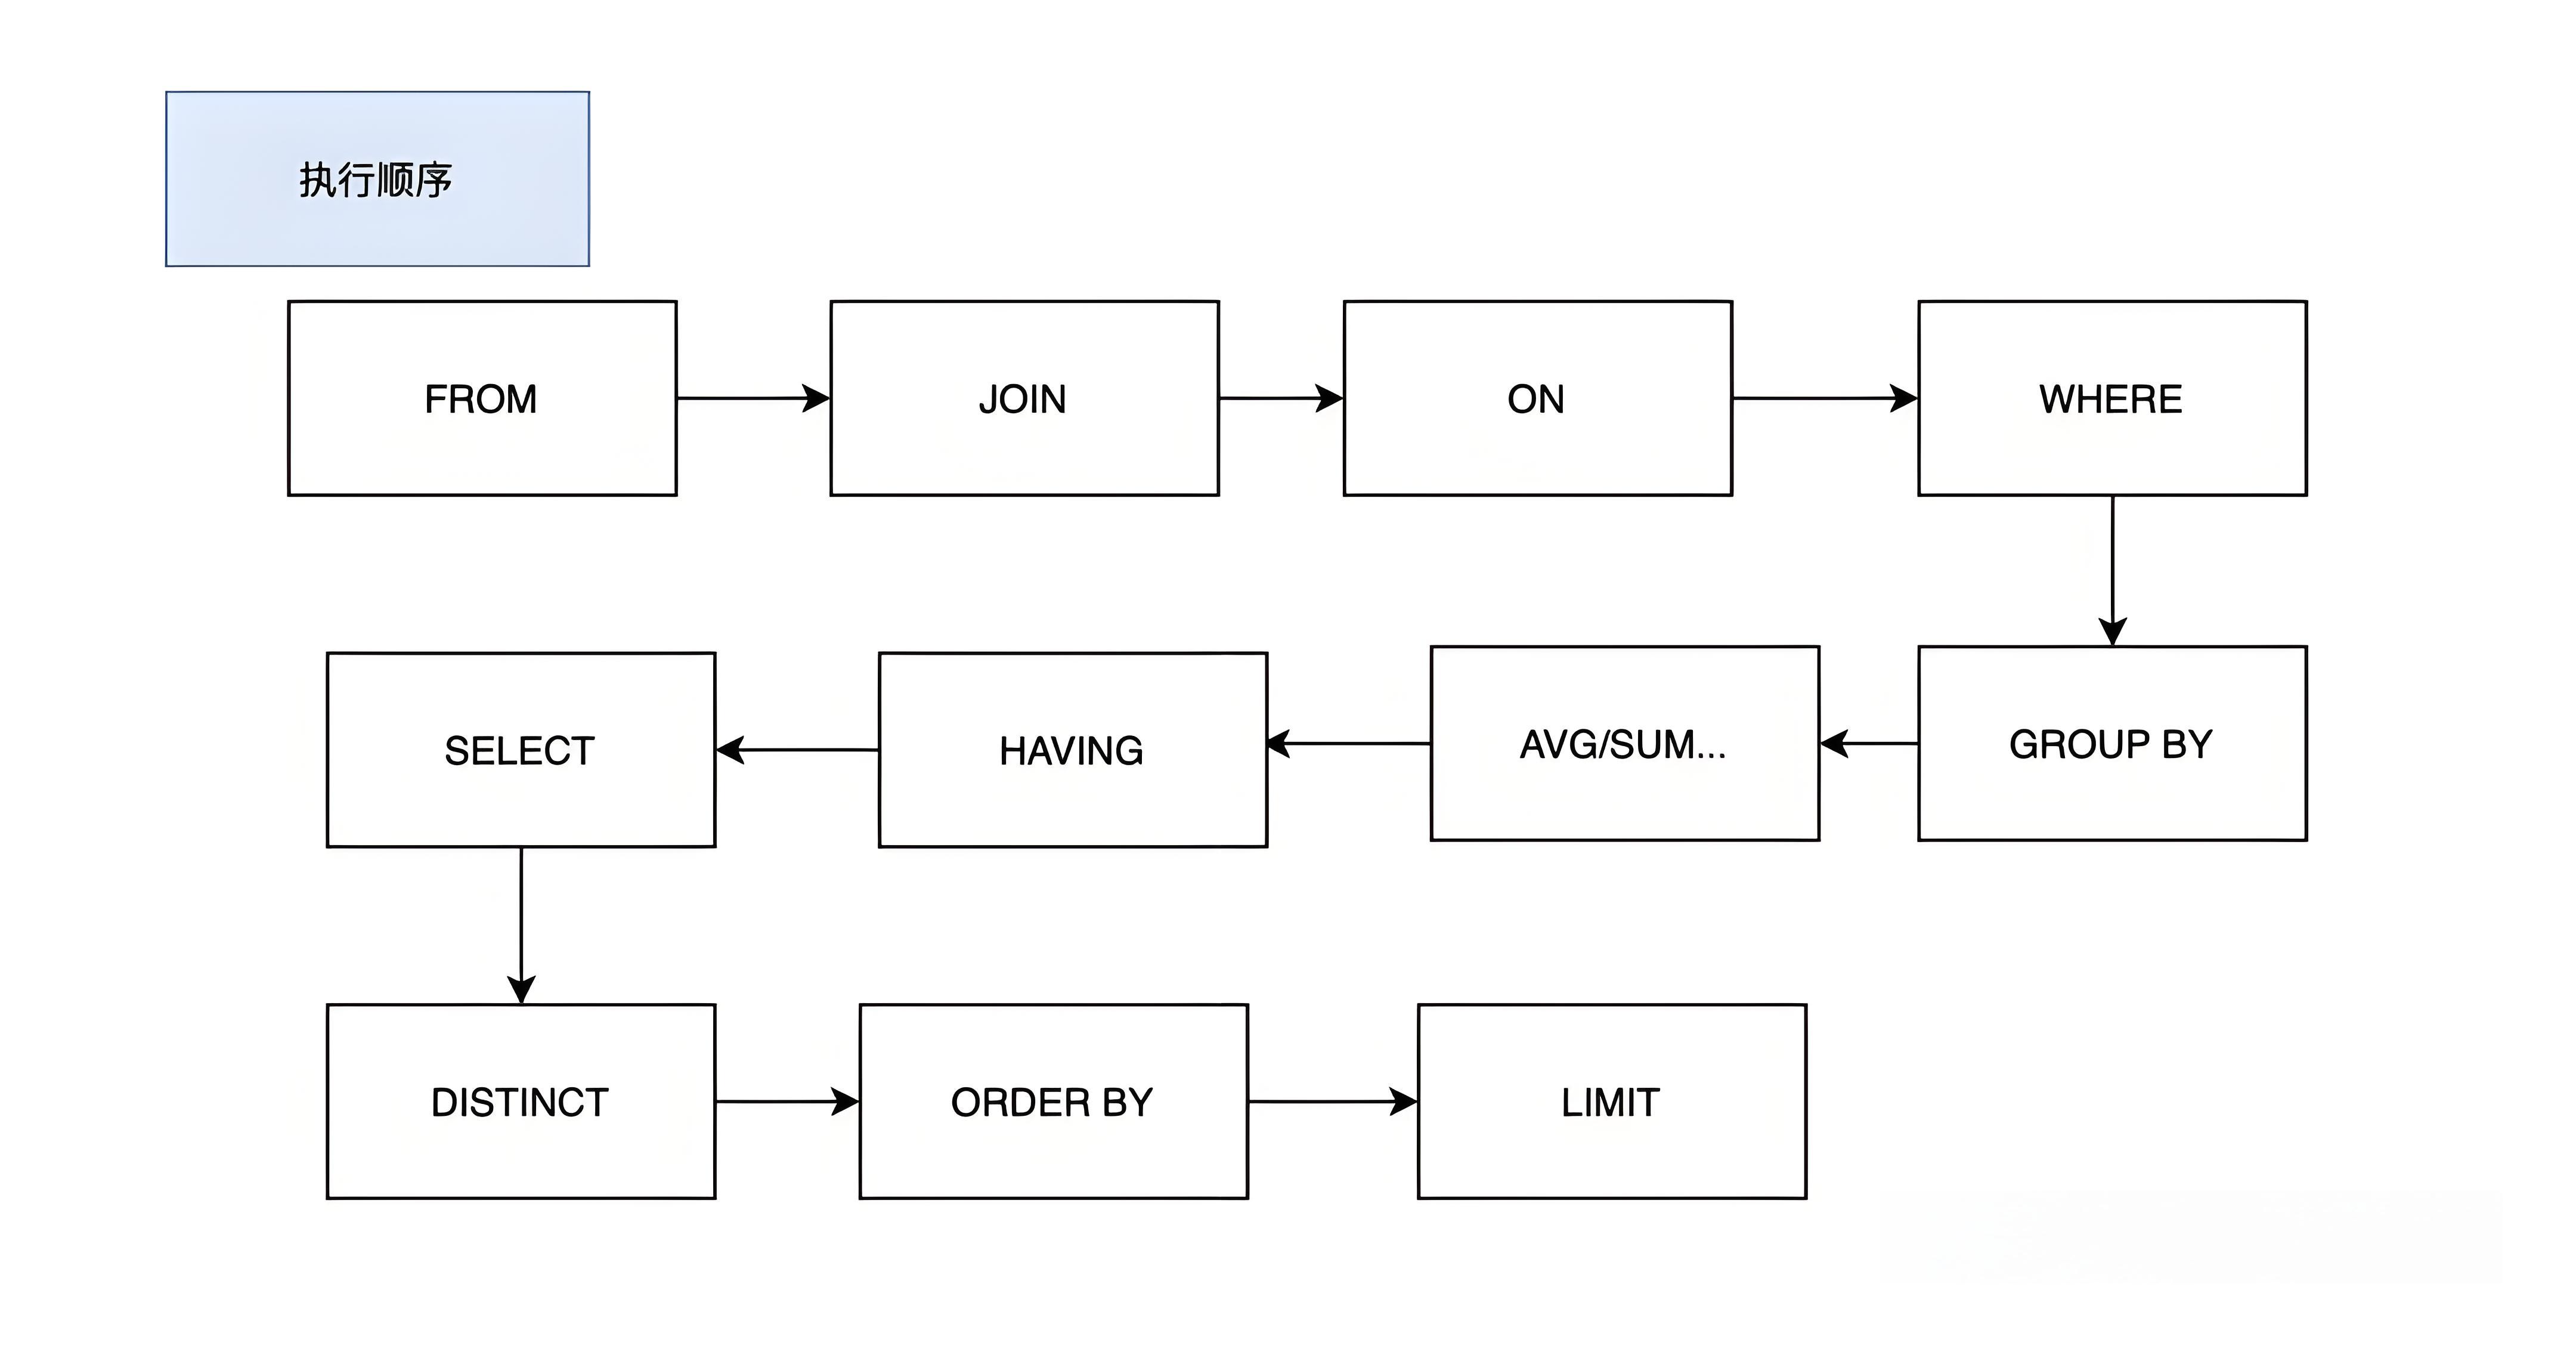 执行顺序
FROM
JOIN
ON
WHERE
GROUP BY
AVG/SUM...
HAVING
SELECT
DISTINCT
ORDER BY
LIMIT